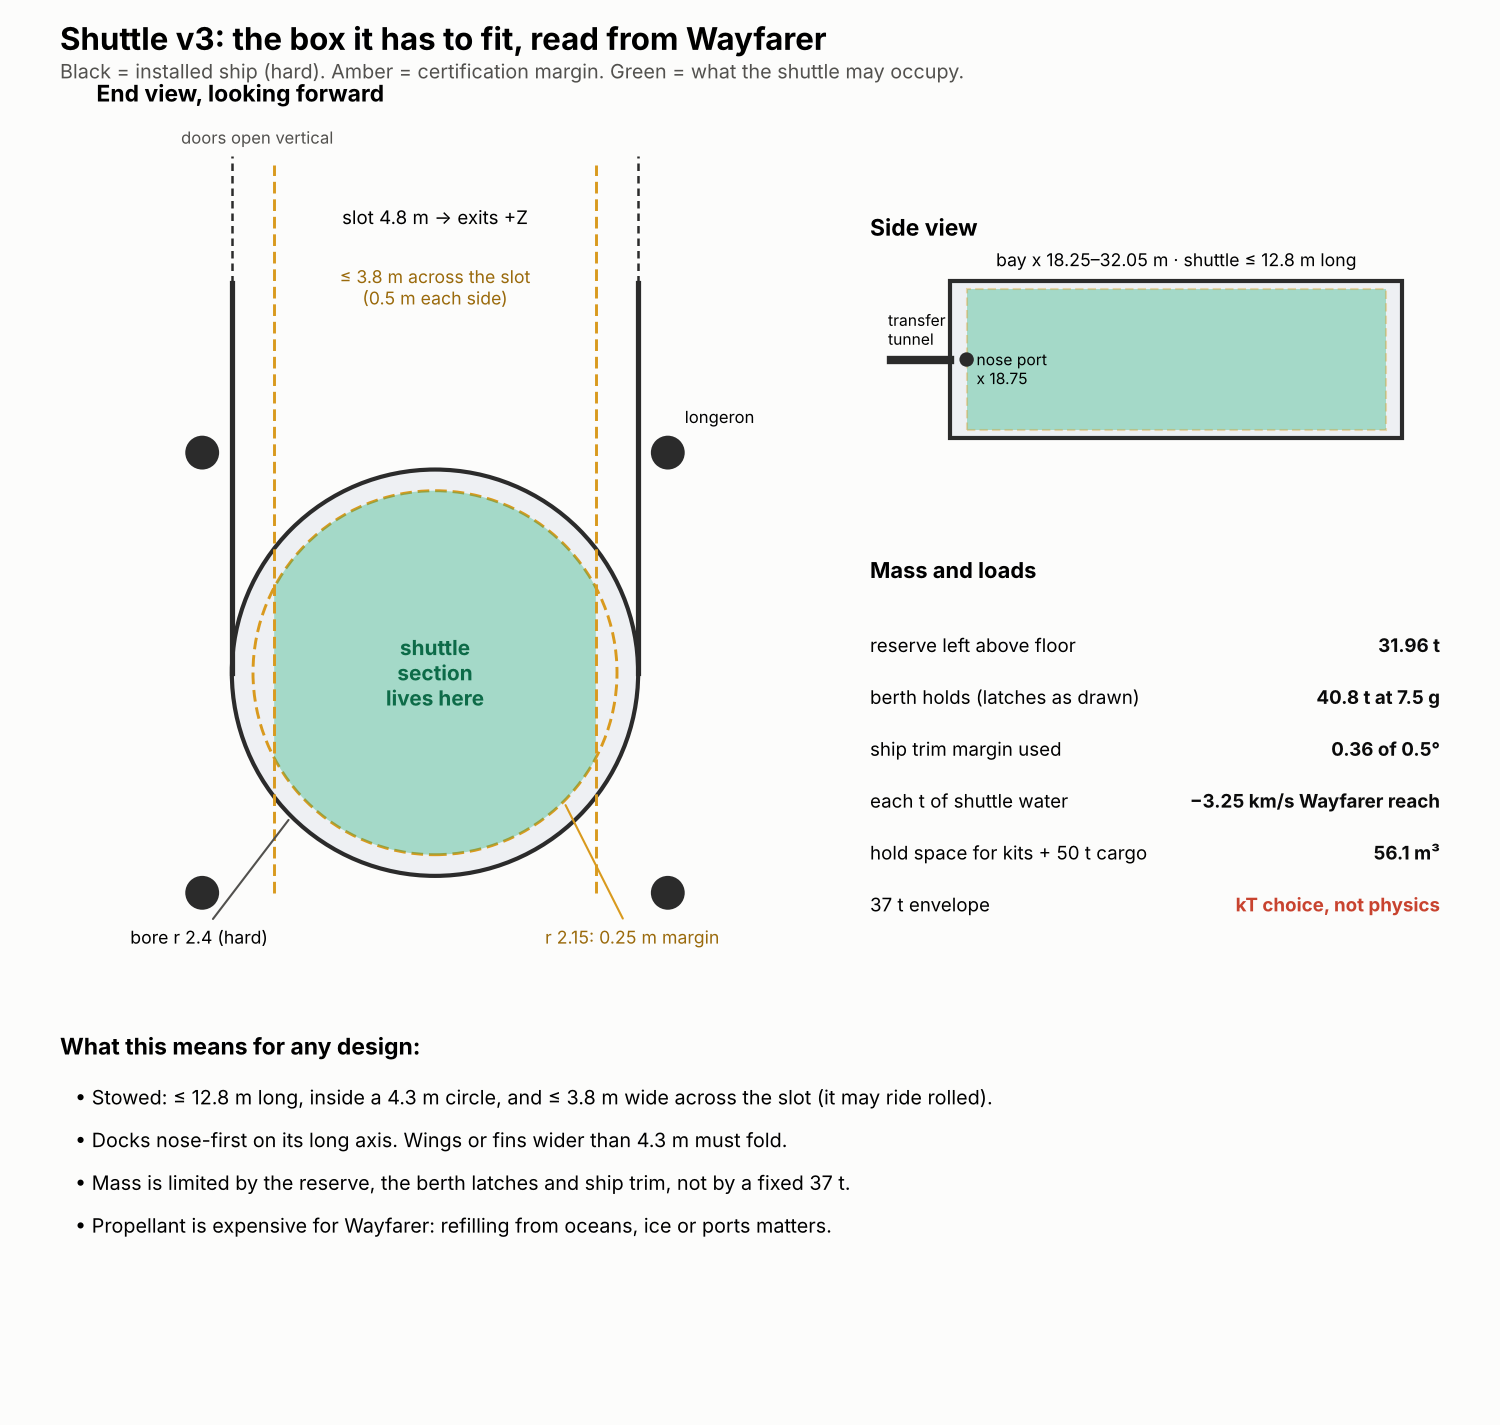 Shuttle v3: the box it has to fit, read from Wayfarer
Black = installed ship (hard). Amber = certification margin. Green = what the shuttle may occupy.
End view, looking forward
doors open vertical
slot 4.8 m → exits +Z
≤ 3.8 m across the slot
(0.5 m each side)
longeron
shuttle
section
lives here
bore r 2.4 (hard)
r 2.15: 0.25 m margin
Side view
bay x 18.25–32.05 m · shuttle ≤ 12.8 m long
transfer
tunnel
nose port
x 18.75
Mass and loads
reserve left above floor 31.96 t
berth holds (latches as drawn) 40.8 t at 7.5 g
ship trim margin used 0.36 of 0.5°
each t of shuttle water −3.25 km/s Wayfarer reach
hold space for kits + 50 t cargo 56.1 m³
37 t envelope kT choice, not physics
What this means for any design:
• Stowed: ≤ 12.8 m long, inside a 4.3 m circle, and ≤ 3.8 m wide across the slot (it may ride rolled).
• Docks nose-first on its long axis. Wings or fins wider than 4.3 m must fold.
• Mass is limited by the reserve, the berth latches and ship trim, not by a fixed 37 t.
• Propellant is expensive for Wayfarer: refilling from oceans, ice or ports matters.